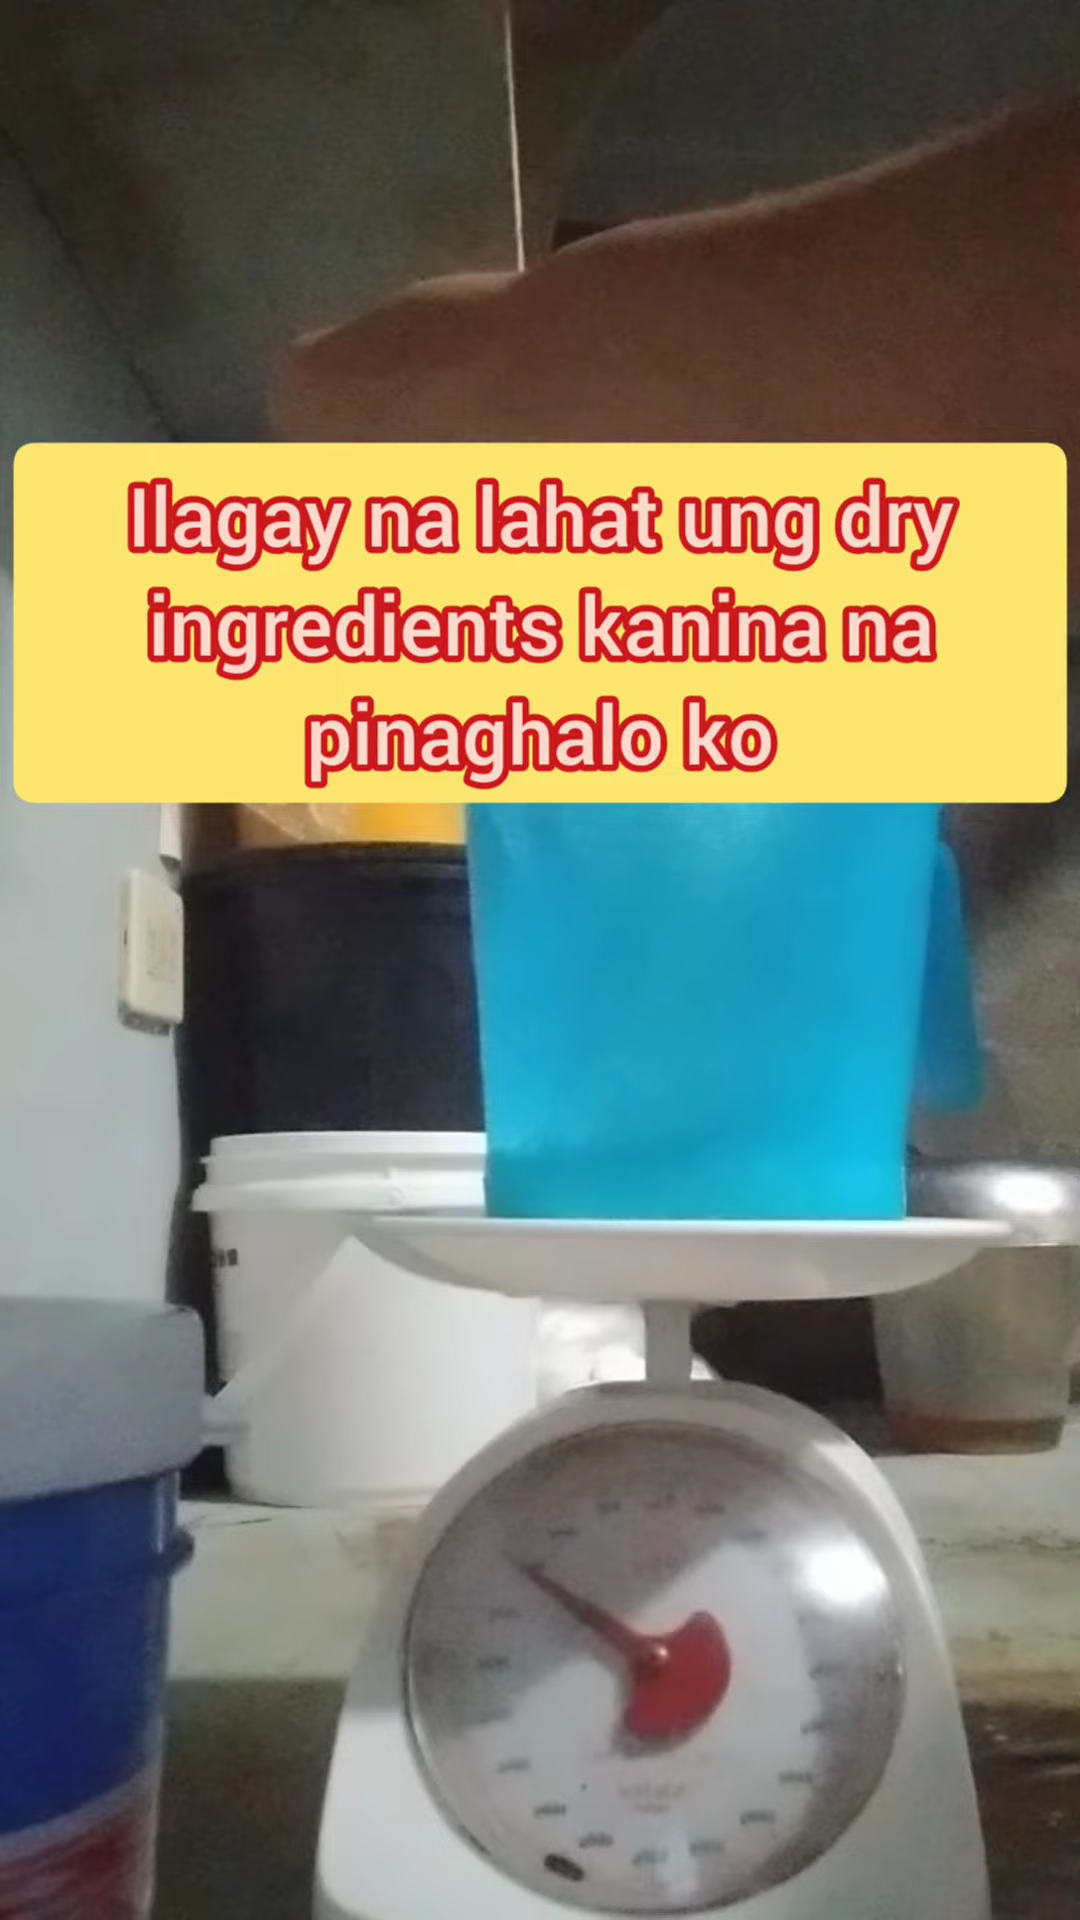 Ilagay na lahat ung dry
ingredients kanina na
pinaghalo ko